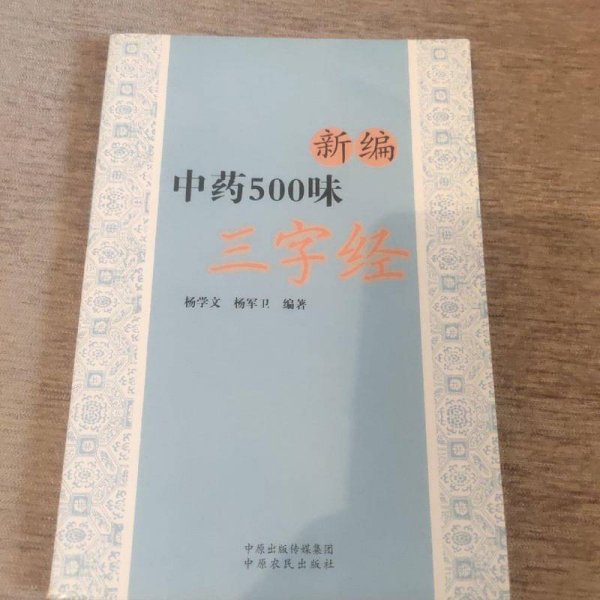 新编
中药500味
三字经
杨学文 杨军卫 编著
中原出版传媒集团
中原农民出版社